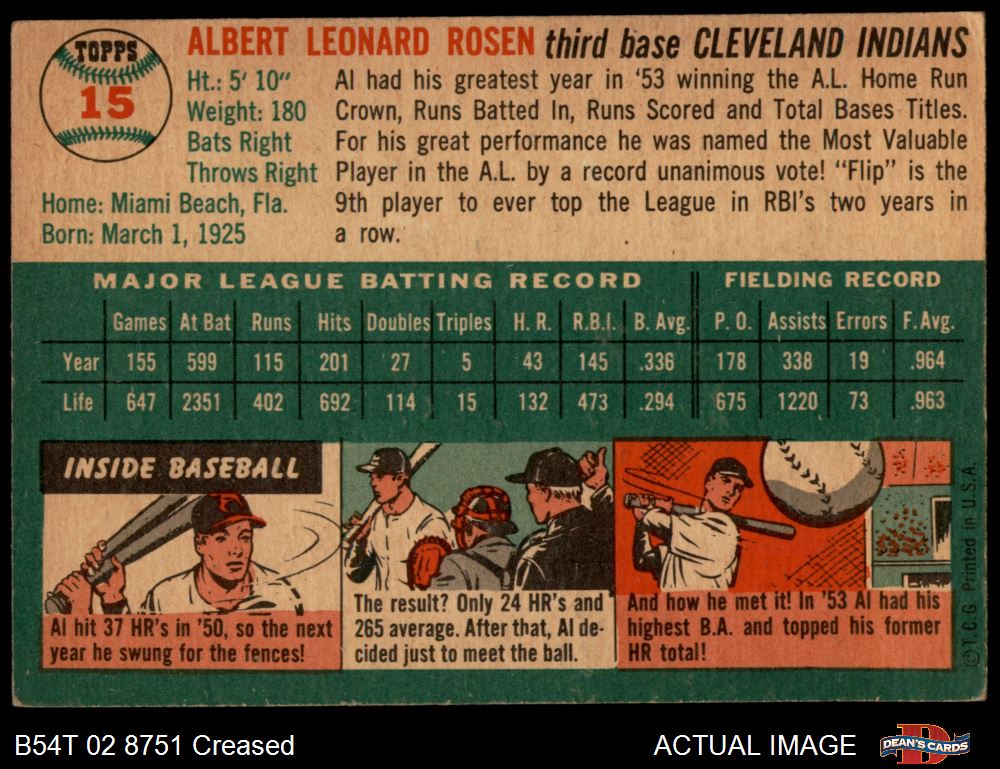 TOPPS
15
ALBERT LEONARD ROSEN third base CLEVELAND INDIANS
Ht.: 5' 10"
Weight: 180
Bats Right
Throws Right
Home: Miami Beach, Fla.
Born: March 1, 1925
Al had his greatest year in '53 winning the A.L. Home Run
Crown, Runs Batted In, Runs Scored and Total Bases Titles.
For his great performance he was named the Most Valuable
Player in the A.L. by a record unanimous vote! "Flip" is the
9th player to ever top the League in RBI's two years in
a row.
MAJOR LEAGUE BATTING RECORD FIELDING RECORD
Games At Bat Runs Hits Doubles Triples H. R. R.B.I. B. Avg. P. O. Assists Errors F. Avg.
Year 155 599 115 201 27 5 43 145 .336 178 338 19 .964
Life 647 2351 402 692 114 15 132 473 .294 675 1220 73 .963
INSIDE BASEBALL
Al hit 37 HR's in '50, so the next
year he swung for the fences!
The result? Only 24 HR's and
265 average. After that, Al de-
cided just to meet the ball.
And how he met it! In '53 Al had his
highest B.A. and topped his former
HR total!
© T.C.G. Printed in U.S.A.
B54T 02 8751 Creased
ACTUAL IMAGE
DEAN'S CARDS